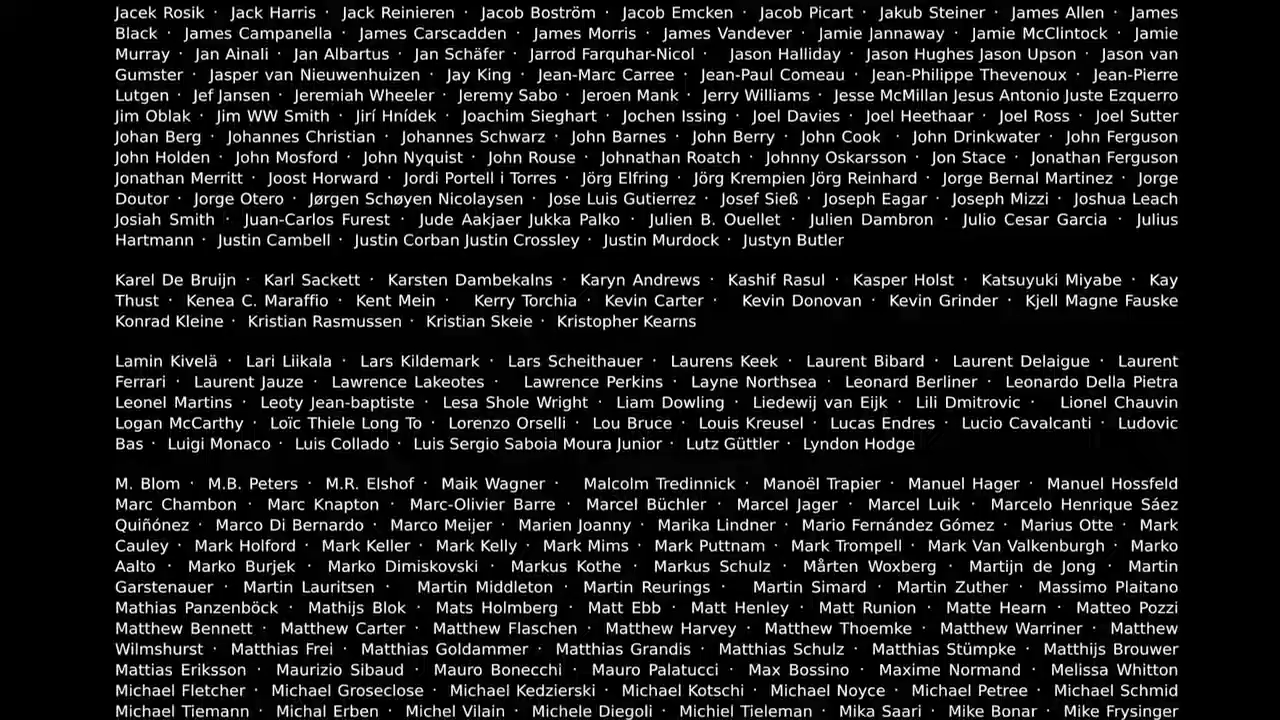 Jacek Rosik · Jack Harris · Jack Reinieren · Jacob Boström · Jacob Emcken · Jacob Picart · Jakub Steiner · James Allen · James
Black · James Campanella · James Carscadden · James Morris · James Vandever · Jamie Jannaway · Jamie McClintock · Jamie
Murray · Jan Ainali · Jan Albartus · Jan Schäfer · Jarrod Farquhar-Nicol · Jason Halliday · Jason Hughes Jason Upson · Jason van
Gumster · Jasper van Nieuwenhuizen · Jay King · Jean-Marc Carree · Jean-Paul Comeau · Jean-Philippe Thevenoux · Jean-Pierre
Lutgen · Jef Jansen · Jeremiah Wheeler · Jeremy Sabo · Jeroen Mank · Jerry Williams · Jesse McMillan Jesus Antonio Juste Ezquerro
Jim Oblak · Jim WW Smith · Jirí Hnídek · Joachim Sieghart · Jochen Issing · Joel Davies · Joel Heethaar · Joel Ross · Joel Sutter
Johan Berg · Johannes Christian · Johannes Schwarz · John Barnes · John Berry · John Cook · John Drinkwater · John Ferguson
John Holden · John Mosford · John Nyquist · John Rouse · Johnathan Roatch · Johnny Oskarsson · Jon Stace · Jonathan Ferguson
Jonathan Merritt · Joost Horward · Jordi Portell i Torres · Jörg Elfring · Jörg Krempien Jörg Reinhard · Jorge Bernal Martinez · Jorge
Doutor · Jorge Otero · Jørgen Schøyen Nicolaysen · Jose Luis Gutierrez · Josef Sieß · Joseph Eagar · Joseph Mizzi · Joshua Leach
Josiah Smith · Juan-Carlos Furest · Jude Aakjaer Jukka Palko · Julien B. Ouellet · Julien Dambron · Julio Cesar Garcia · Julius
Hartmann · Justin Cambell · Justin Corban Justin Crossley · Justin Murdock · Justyn Butler
Karel De Bruijn · Karl Sackett · Karsten Dambekalns · Karyn Andrews · Kashif Rasul · Kasper Holst · Katsuyuki Miyabe · Kay
Thust · Kenea C. Maraffio · Kent Mein · Kerry Torchia · Kevin Carter · Kevin Donovan · Kevin Grinder · Kjell Magne Fauske
Konrad Kleine · Kristian Rasmussen · Kristian Skeie · Kristopher Kearns
Lamin Kivelä · Lari Liikala · Lars Kildemark · Lars Scheithauer · Laurens Keek · Laurent Bibard · Laurent Delaigue · Laurent
Ferrari · Laurent Jauze · Lawrence Lakeotes · Lawrence Perkins · Layne Northsea · Leonard Berliner · Leonardo Della Pietra
Leonel Martins · Leoty Jean-baptiste · Lesa Shole Wright · Liam Dowling · Liedewij van Eijk · Lili Dmitrovic · Lionel Chauvin
Logan McCarthy · Loïc Thiele Long To · Lorenzo Orselli · Lou Bruce · Louis Kreusel · Lucas Endres · Lucio Cavalcanti · Ludovic
Bas · Luigi Monaco · Luis Collado · Luis Sergio Saboia Moura Junior · Lutz Güttler · Lyndon Hodge
M. Blom · M.B. Peters · M.R. Elshof · Maik Wagner · Malcolm Tredinnick · Manoël Trapier · Manuel Hager · Manuel Hossfeld
Marc Chambon · Marc Knapton · Marc-Olivier Barre · Marcel Büchler · Marcel Jager · Marcel Luik · Marcelo Henrique Sáez
Quiñónez · Marco Di Bernardo · Marco Meijer · Marien Joanny · Marika Lindner · Mario Fernández Gómez · Marius Otte · Mark
Cauley · Mark Holford · Mark Keller · Mark Kelly · Mark Mims · Mark Puttnam · Mark Trompell · Mark Van Valkenburgh · Marko
Aalto · Marko Burjek · Marko Dimiskovski · Markus Kothe · Markus Schulz · Mårten Woxberg · Martijn de Jong · Martin
Garstenauer · Martin Lauritsen · Martin Middleton · Martin Reurings · Martin Simard · Martin Zuther · Massimo Plaitano
Mathias Panzenböck · Mathijs Blok · Mats Holmberg · Matt Ebb · Matt Henley · Matt Runion · Matte Hearn · Matteo Pozzi
Matthew Bennett · Matthew Carter · Matthew Flaschen · Matthew Harvey · Matthew Thoemke · Matthew Warriner · Matthew
Wilmshurst · Matthias Frei · Matthias Goldammer · Matthias Grandis · Matthias Schulz · Matthias Stümpke · Matthijs Brouwer
Mattias Eriksson · Maurizio Sibaud · Mauro Bonecchi · Mauro Palatucci · Max Bossino · Maxime Normand · Melissa Whitton
Michael Fletcher · Michael Groseclose · Michael Kedzierski · Michael Kotschi · Michael Noyce · Michael Petree · Michael Schmid
Michael Tiemann · Michal Erben · Michel Vilain · Michele Diegoli · Michiel Tieleman · Mika Saari · Mike Bonar · Mike Frysinger